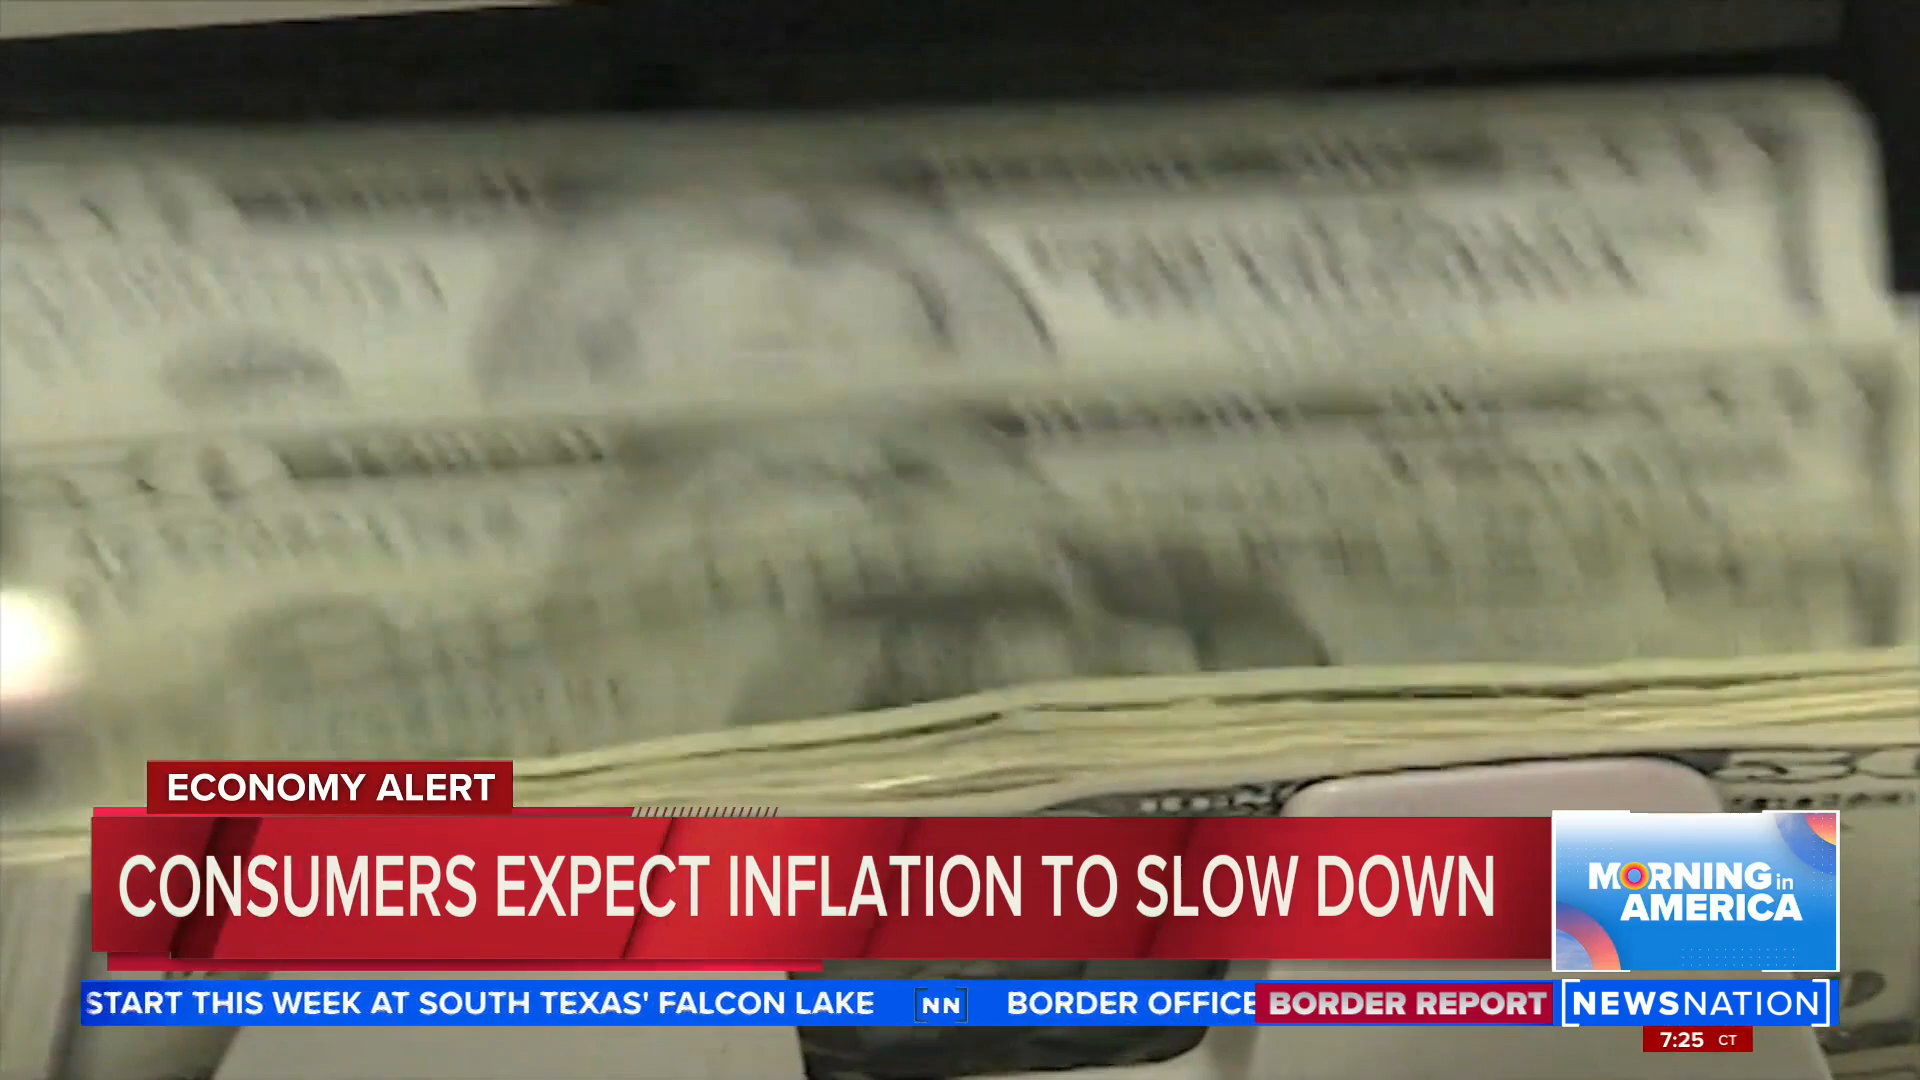 ECONOMY ALERT
CONSUMERS EXPECT INFLATION TO SLOW DOWN
MORNING in
AMERICA
START THIS WEEK AT SOUTH TEXAS' FALCON LAKE NN BORDER OFFICE BORDER REPORT NEWSNATION
7:25 CT